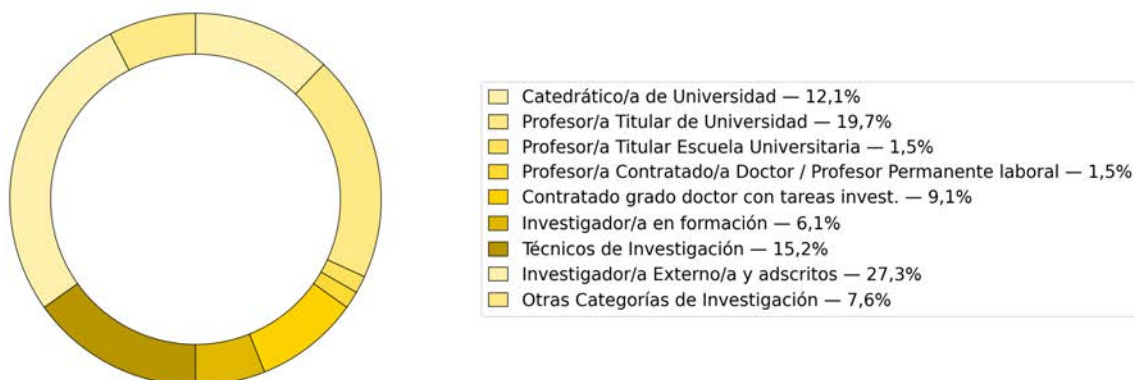 Catedrático/a de Universidad — 12,1%
Profesor/a Titular de Universidad — 19,7%
Profesor/a Titular Escuela Universitaria — 1,5%
Profesor/a Contratado/a Doctor / Profesor Permanente laboral — 1,5%
Contratado grado doctor con tareas invest. — 9,1%
Investigador/a en formación — 6,1%
Técnicos de Investigación — 15,2%
Investigador/a Externo/a y adscritos — 27,3%
Otras Categorías de Investigación — 7,6%